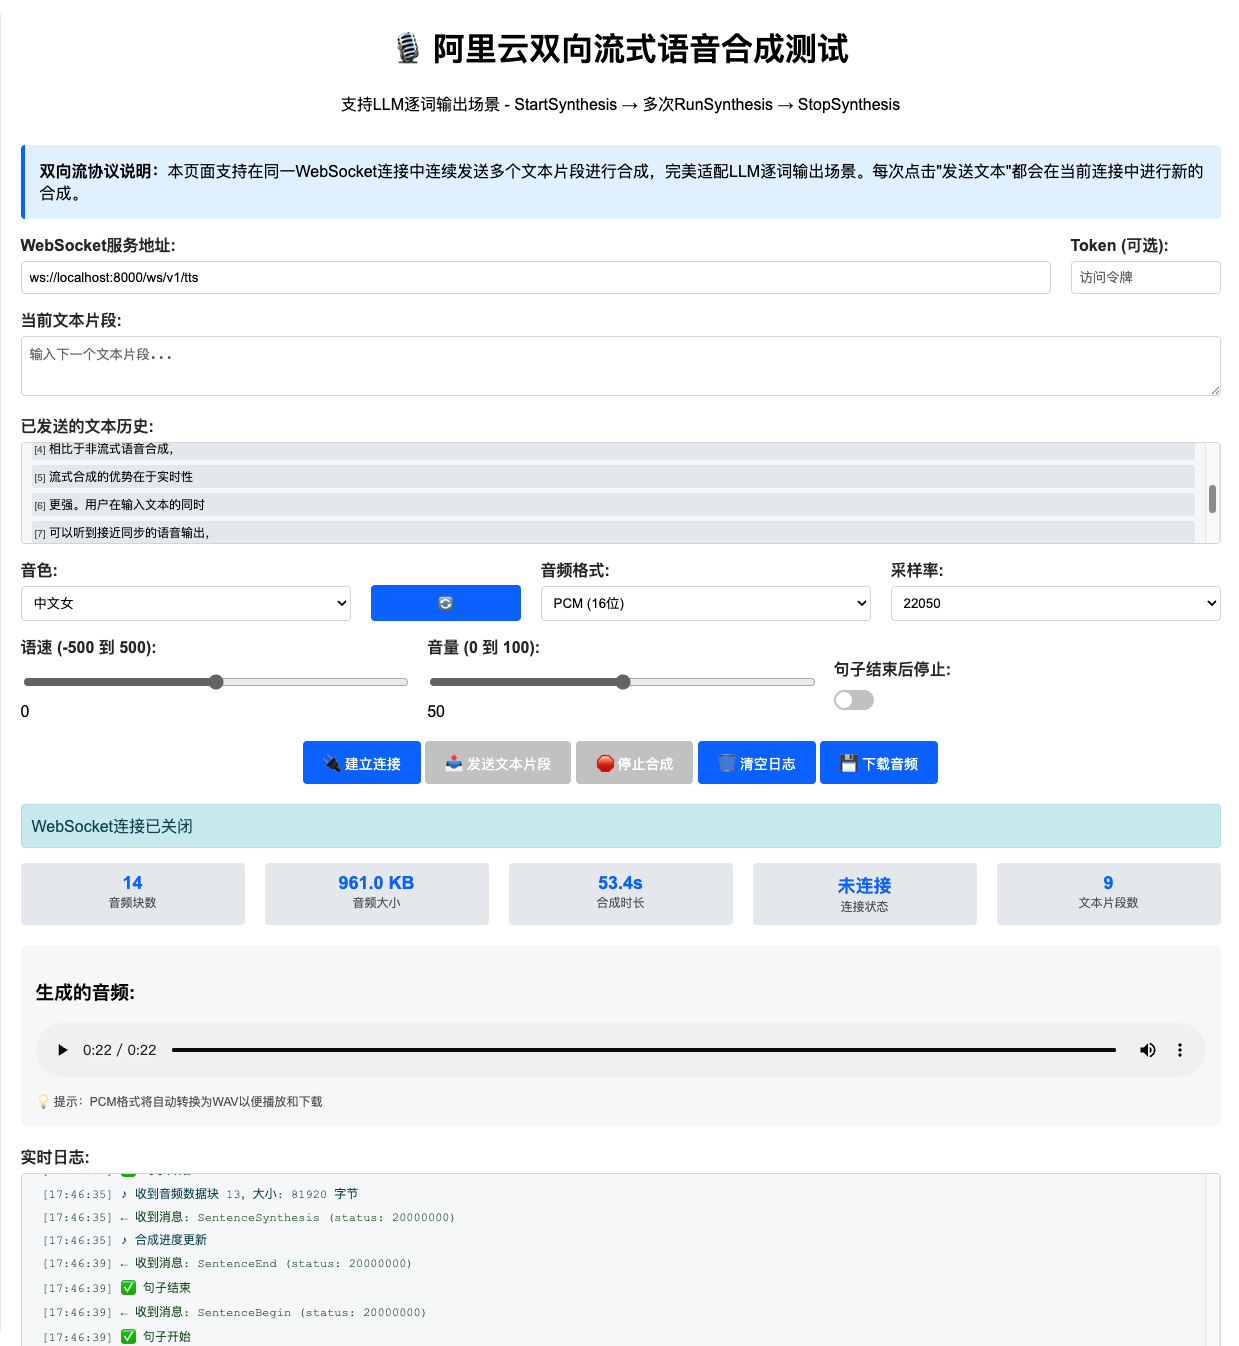 阿里云双向流式语音合成测试
支持LLM逐词输出场景 - StartSynthesis → 多次RunSynthesis → StopSynthesis
双向流协议说明：本页面支持在同一WebSocket连接中连续发送多个文本片段进行合成，完美适配LLM逐词输出场景。每次点击"发送文本"都会在当前连接中进行新的
合成。
WebSocket服务地址:
Token (可选):
ws://localhost:8000/ws/v1/tts
访问令牌
当前文本片段:
输入下一个文本片段...
已发送的文本历史:
[4] 相比于非流式语音合成，
[5] 流式合成的优势在于实时性
[6] 更强。用户在输入文本的同时
[7] 可以听到接近同步的语音输出，
音色:
音频格式:
采样率:
中文女
PCM (16位)
22050
语速 (-500 到 500):
音量 (0 到 100):
句子结束后停止:
0
50
建立连接
发送文本片段
停止合成
清空日志
下载音频
WebSocket连接已关闭
14
音频块数
961.0 KB
音频大小
53.4s
合成时长
未连接
连接状态
9
文本片段数
生成的音频:
0:22 / 0:22
提示：PCM格式将自动转换为WAV以便播放和下载
实时日志:
[17:46:35] ♪ 收到音频数据块 13, 大小: 81920 字节
[17:46:35] ← 收到消息: SentenceSynthesis (status: 20000000)
[17:46:35] ♪ 合成进度更新
[17:46:39] ← 收到消息: SentenceEnd (status: 20000000)
[17:46:39] ✅ 句子结束
[17:46:39] ← 收到消息: SentenceBegin (status: 20000000)
[17:46:39] ✅ 句子开始